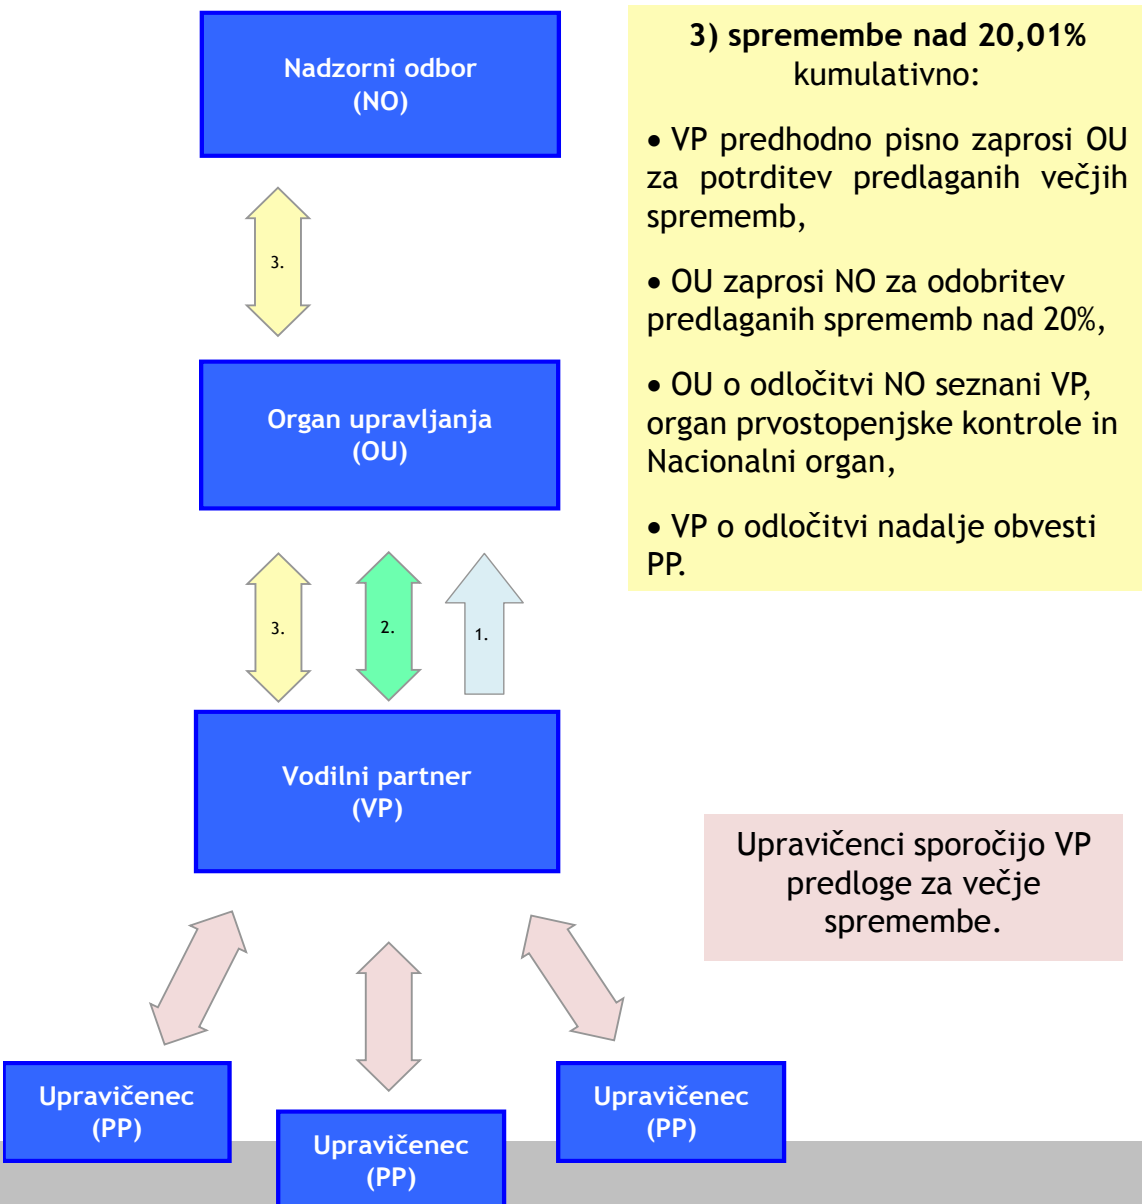 Nadzorni odbor
(NO)
3) spremembe nad 20,01%
kumulativno:
• VP predhodno pisno zaprosi OU
za potrditev predlaganih večjih
sprememb,
• OU zaprosi NO za odobritev
predlaganih sprememb nad 20%,
• OU o odločitvi NO seznani VP,
organ prvostopenjske kontrole in
Nacionalni organ,
• VP o odločitvi nadalje obvesti
PP.
3.
Organ upravljanja
(OU)
3.
2.
1.
Vodilni partner
(VP)
Upravičenci sporočijo VP
predloge za večje
spremembe.
Upravičenec
(PP)
Upravičenec
(PP)
Upravičenec
(PP)